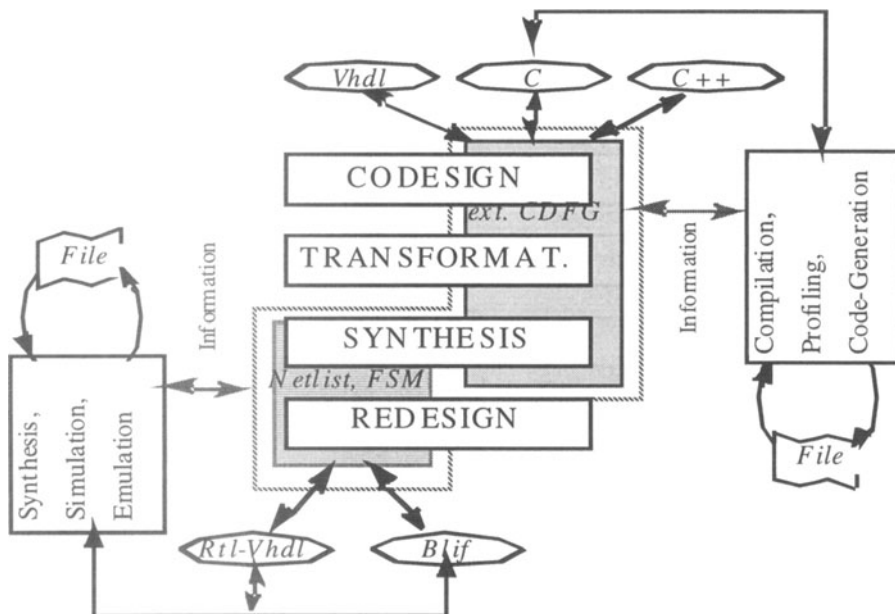 Vhdl
C
C++
CODESIGN
ext. CDFG
TRANSFORMAT.
SYNTHESIS
Netlist, FSM
REDESIGN
File
Information
Synthesis,
Simulation,
Emulation
Information
Compilation,
Profiling,
Code-Generation
File
Rtl-Vhdl
Blif